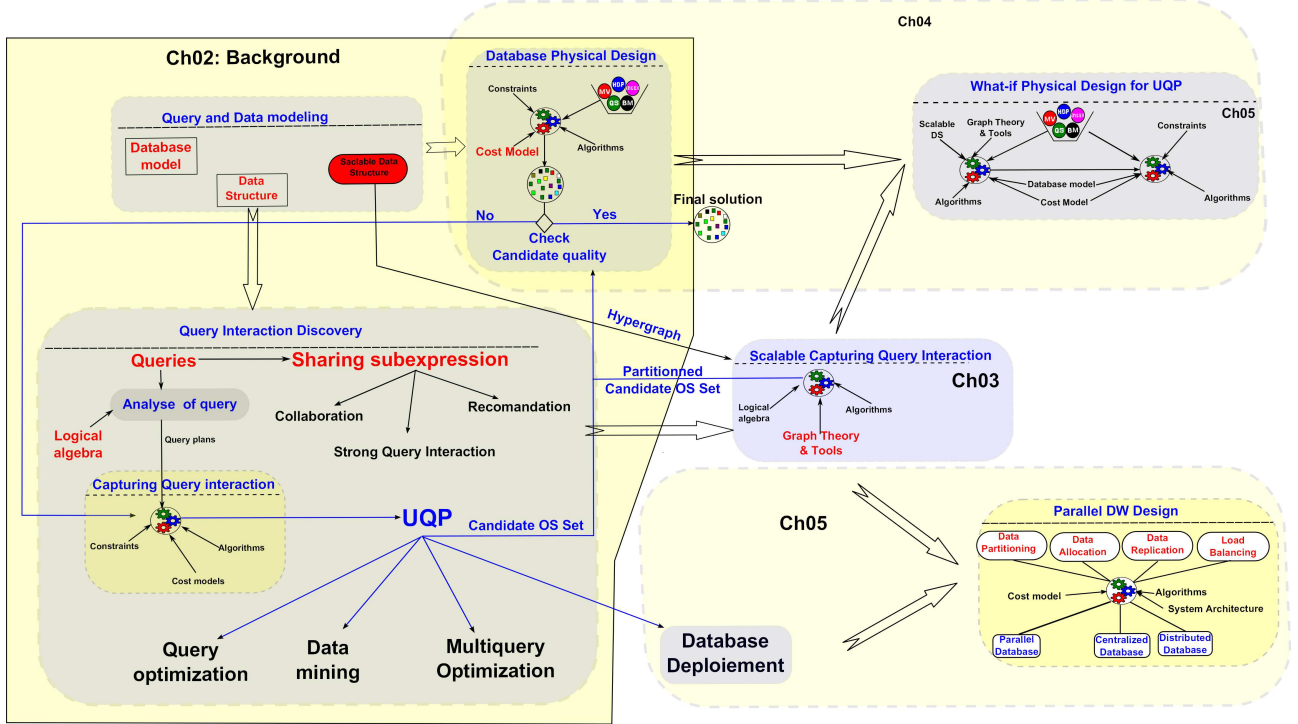 Ch04
Ch02: Background
Database Physical Design
Constraints
MV
HDP
QS
BM
Cost Model
Algorithms
Query and Data modeling
Database
model
Data
Structure
Saclable Data
Structure
No
Yes
Check
Candidate quality
Final solution
What-if Physical Design for UQP
Ch05
Scalable
DS
Graph Theory
& Tools
MV
HDP
QS
BM
Constraints
Database model
Cost Model
Algorithms
Algorithms
Query Interaction Discovery
Queries
Sharing subexpression
Analyse of query
Collaboration
Recomandation
Strong Query Interaction
Logical
algebra
Query plans
Capturing Query interaction
Constraints
Algorithms
Cost models
UQP
Candidate OS Set
Query
optimization
Data
mining
Multiquery
Optimization
Hypergraph
Partitionned
Candidate OS Set
Scalable Capturing Query Interaction
Ch03
Logical
algebra
Algorithms
Graph Theory
& Tools
Ch05
Database
Deploiement
Parallel DW Design
Data
Partitioning
Data
Allocation
Data
Replication
Load
Balancing
Cost model
Algorithms
System Architecture
Parallel
Database
Centralized
Database
Distributed
Database